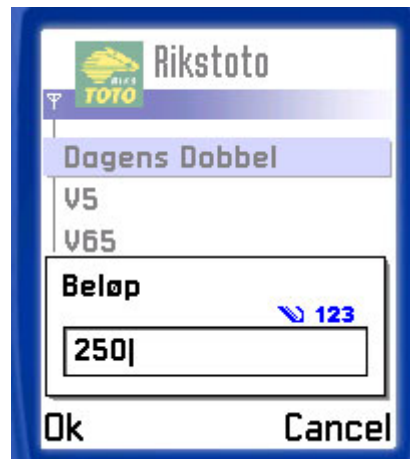 RIKS
TOTO
Rikstoto
Dagens Dobbel
V5
V65
Beløp
123
250
Ok
Cancel